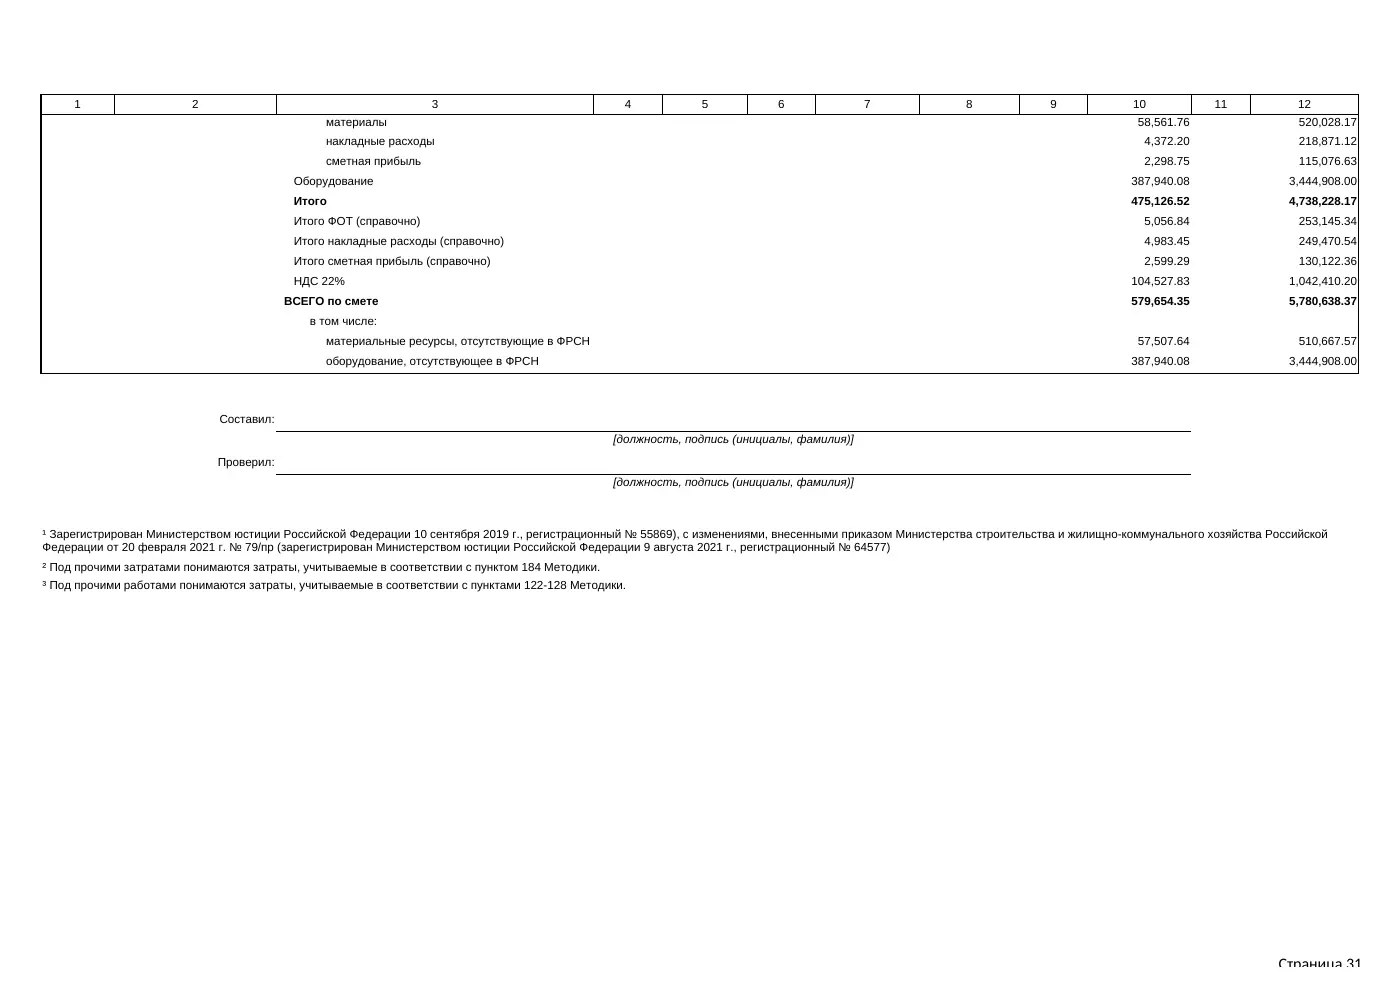 1 2 3 4 5 6 7 8 9 10 11 12
материалы 58,561.76 520,028.17
накладные расходы 4,372.20 218,871.12
сметная прибыль 2,298.75 115,076.63
Оборудование 387,940.08 3,444,908.00
Итого 475,126.52 4,738,228.17
Итого ФОТ (справочно) 5,056.84 253,145.34
Итого накладные расходы (справочно) 4,983.45 249,470.54
Итого сметная прибыль (справочно) 2,599.29 130,122.36
НДС 22% 104,527.83 1,042,410.20
ВСЕГО по смете 579,654.35 5,780,638.37
в том числе:
материальные ресурсы, отсутствующие в ФРСН 57,507.64 510,667.57
оборудование, отсутствующее в ФРСН 387,940.08 3,444,908.00
Составил:
[должность, подпись (инициалы, фамилия)]
Проверил:
[должность, подпись (инициалы, фамилия)]
¹ Зарегистрирован Министерством юстиции Российской Федерации 10 сентября 2019 г., регистрационный № 55869), с изменениями, внесенными приказом Министерства строительства и жилищно-коммунального хозяйства Российской
Федерации от 20 февраля 2021 г. № 79/пр (зарегистрирован Министерством юстиции Российской Федерации 9 августа 2021 г., регистрационный № 64577)
² Под прочими затратами понимаются затраты, учитываемые в соответствии с пунктом 184 Методики.
³ Под прочими работами понимаются затраты, учитываемые в соответствии с пунктами 122-128 Методики.
Страница 31